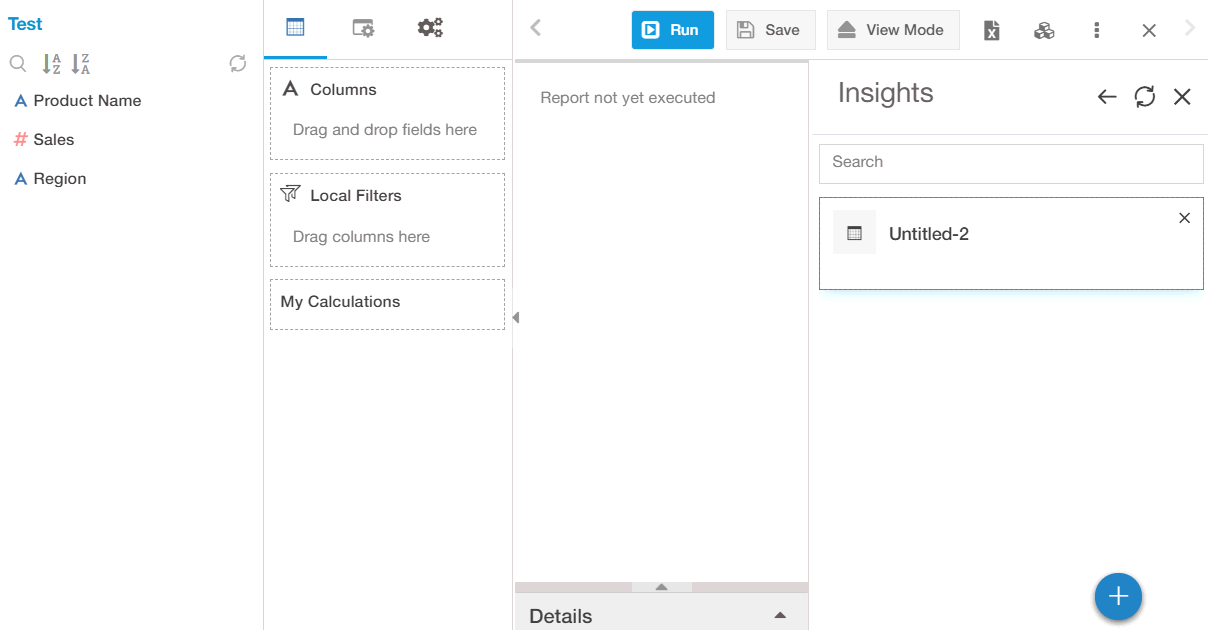 Test
Product Name
Sales
Region
Columns
Drag and drop fields here
Local Filters
Drag columns here
My Calculations
Run
Save
View Mode
Report not yet executed
Details
Insights
Search
Untitled-2